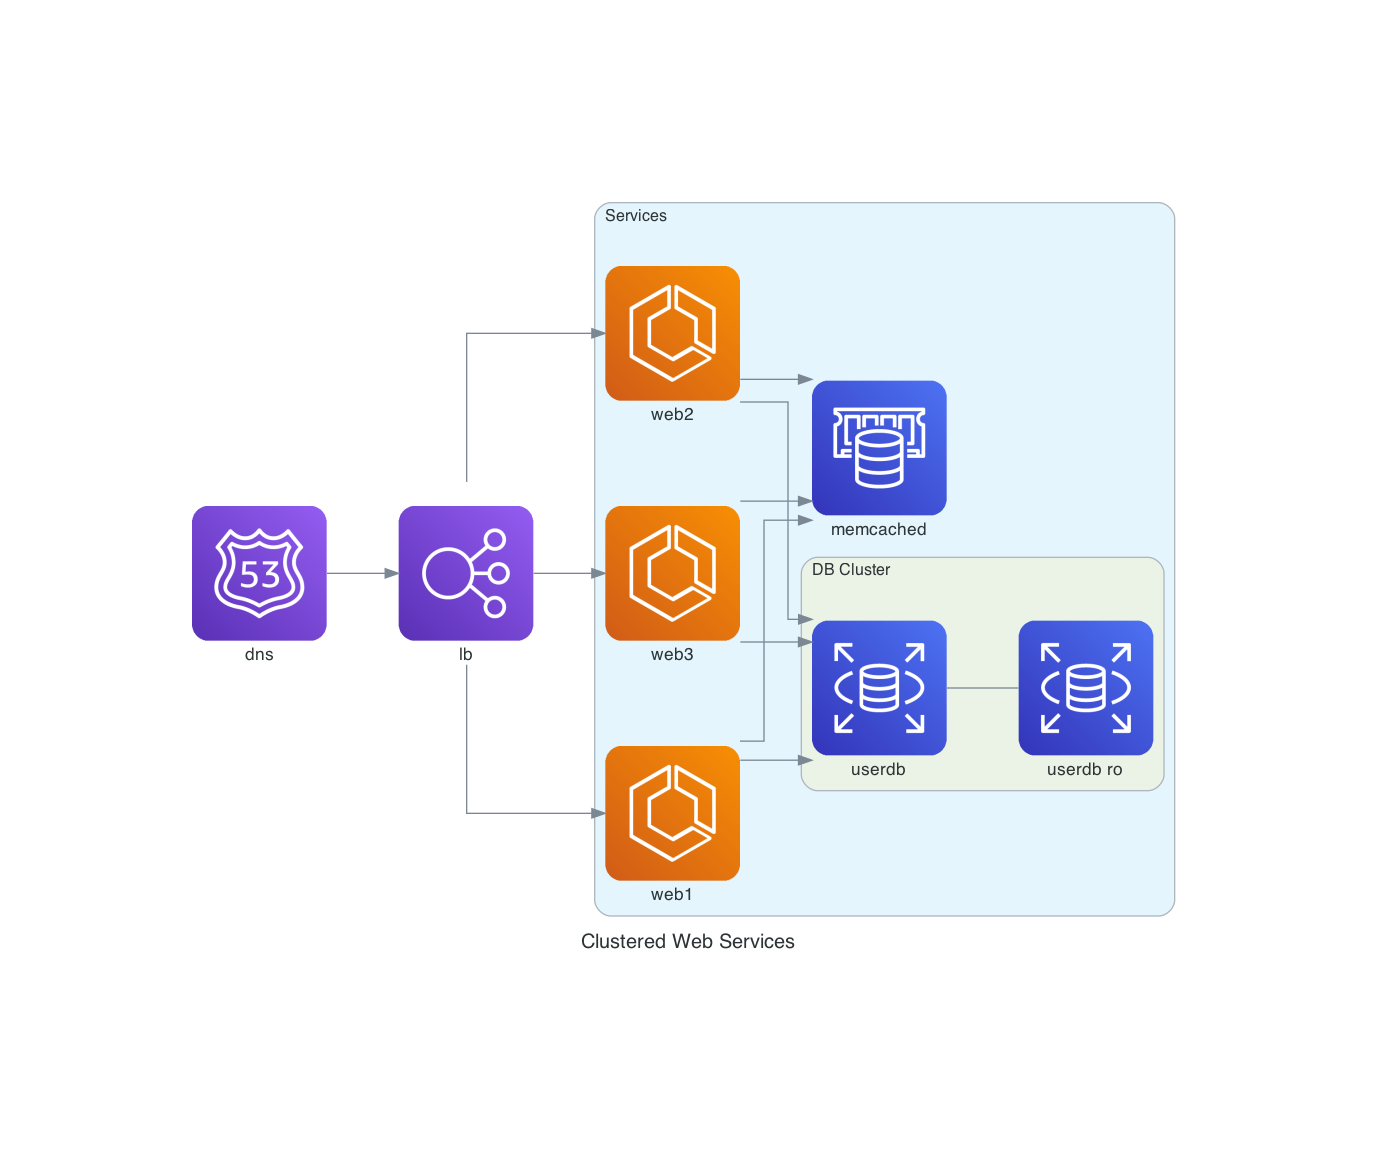 Services
web2
memcached
53
dns
lb
web3
DB Cluster
userdb
userdb ro
web1
Clustered Web Services